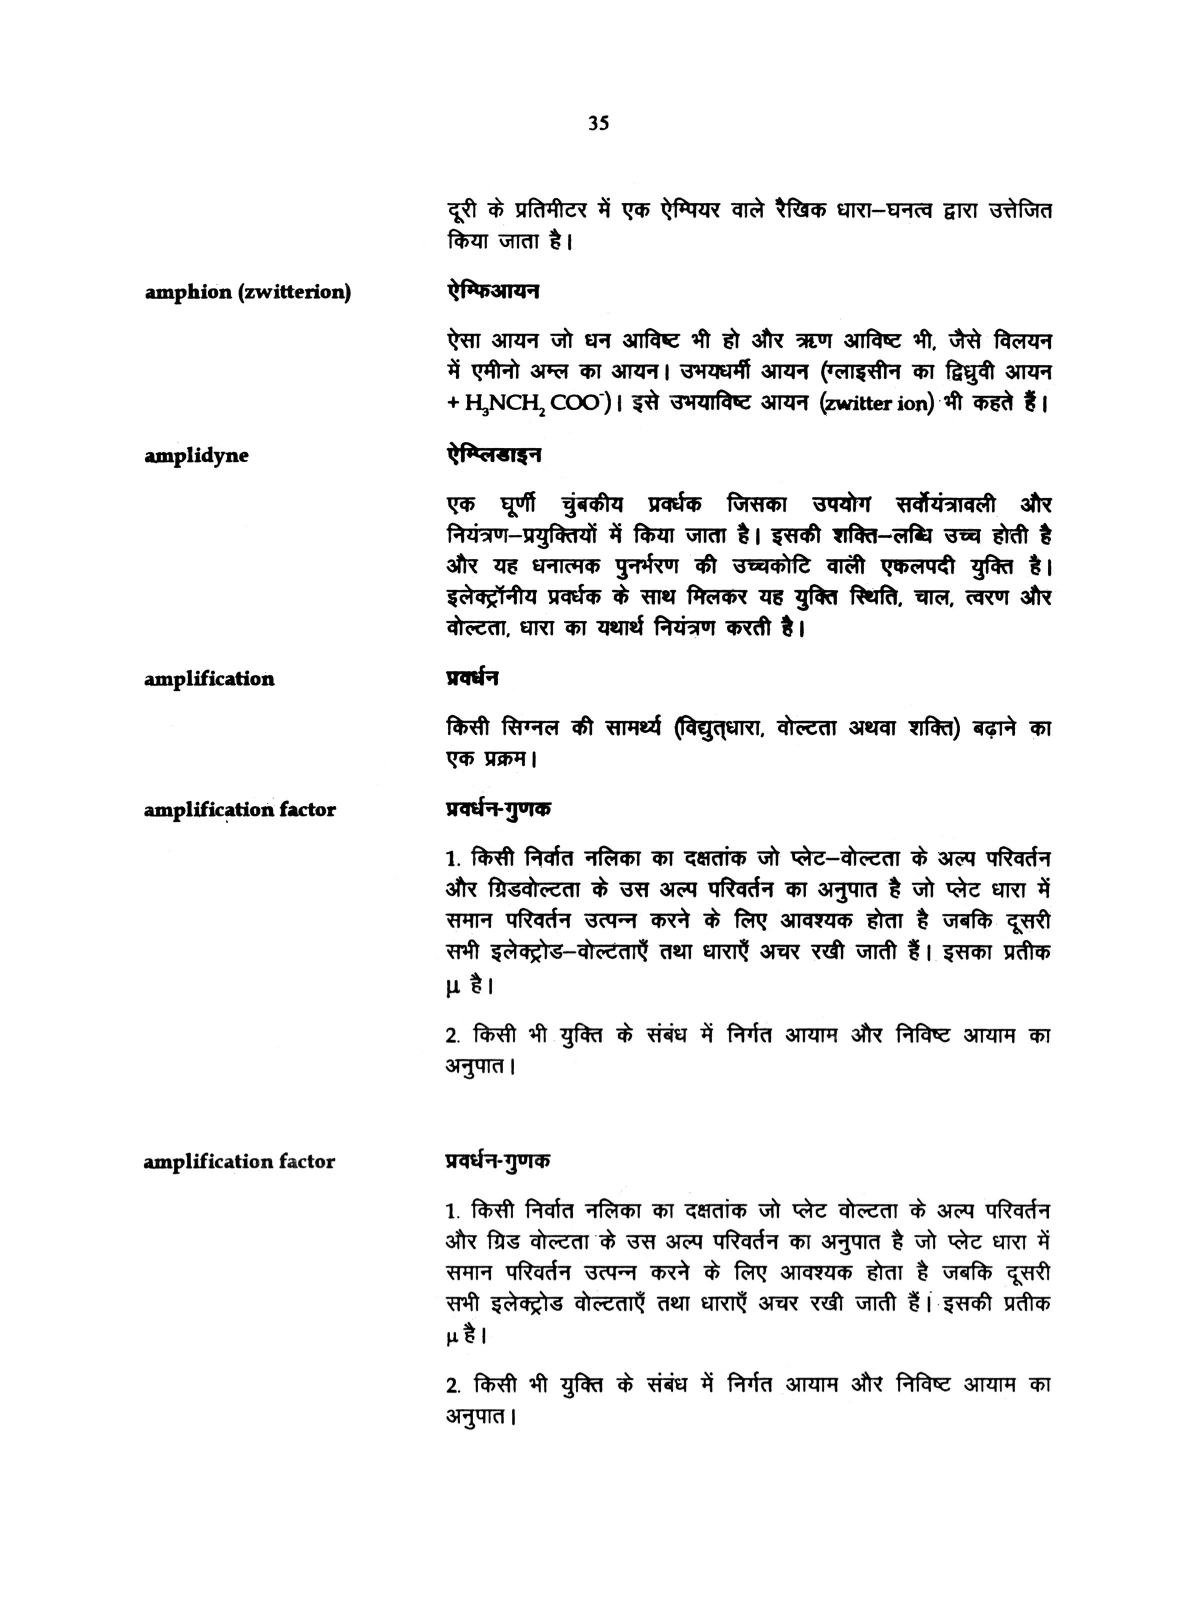 35
दूरी के प्रतिमीटर में एक ऐम्पियर वाले रैखिक धारा–घनत्व द्वारा उत्तेजित
किया जाता है।
amphion (zwitterion) ऐम्फिआयन
ऐसा आयन जो धन आविष्ट भी हो और ऋण आविष्ट भी, जैसे विलयन
में एमीनो अम्ल का आयन। उभयधर्मी आयन (ग्लाइसीन का द्विध्रुवी आयन
+ H₃NCH₂ COO⁻)। इसे उभयाविष्ट आयन (zwitter ion) भी कहते हैं।
amplidyne ऐम्प्लिडाइन
एक घूर्णी चुंबकीय प्रवर्धक जिसका उपयोग सर्वोयंत्रावली और
नियंत्रण–प्रयुक्तियों में किया जाता है। इसकी शक्ति–लब्धि उच्च होती है
और यह धनात्मक पुनर्भरण की उच्चकोटि वाली एकलपदी युक्ति है।
इलेक्ट्रॉनीय प्रवर्धक के साथ मिलकर यह युक्ति स्थिति, चाल, त्वरण और
वोल्टता, धारा का यथार्थ नियंत्रण करती है।
amplification प्रवर्धन
किसी सिग्नल की सामर्थ्य (विद्युत्धारा, वोल्टता अथवा शक्ति) बढ़ाने का
एक प्रक्रम।
amplification factor प्रवर्धन-गुणक
1. किसी निर्वात नलिका का दक्षतांक जो प्लेट–वोल्टता के अल्प परिवर्तन
और ग्रिडवोल्टता के उस अल्प परिवर्तन का अनुपात है जो प्लेट धारा में
समान परिवर्तन उत्पन्न करने के लिए आवश्यक होता है जबकि दूसरी
सभी इलेक्ट्रोड–वोल्टताएँ तथा धाराएँ अचर रखी जाती हैं। इसका प्रतीक
μ है।
2. किसी भी युक्ति के संबंध में निर्गत आयाम और निविष्ट आयाम का
अनुपात।
amplification factor प्रवर्धन-गुणक
1. किसी निर्वात नलिका का दक्षतांक जो प्लेट वोल्टता के अल्प परिवर्तन
और ग्रिड वोल्टता के उस अल्प परिवर्तन का अनुपात है जो प्लेट धारा में
समान परिवर्तन उत्पन्न करने के लिए आवश्यक होता है जबकि दूसरी
सभी इलेक्ट्रोड वोल्टताएँ तथा धाराएँ अचर रखी जाती हैं। इसकी प्रतीक
μ है।
2. किसी भी युक्ति के संबंध में निर्गत आयाम और निविष्ट आयाम का
अनुपात।